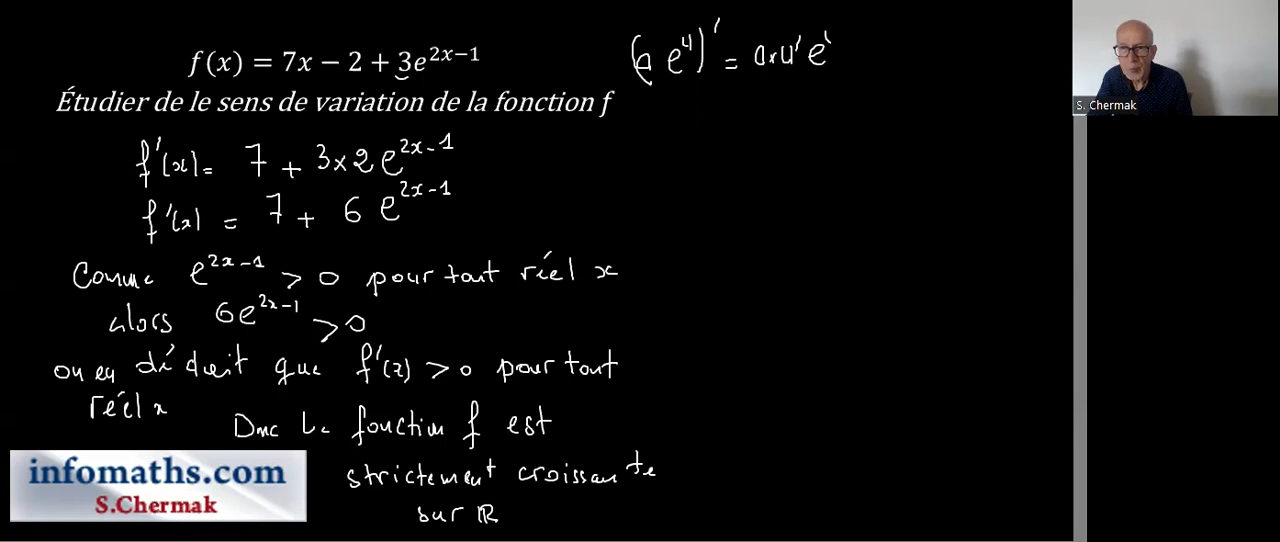 f(x) = 7x − 2 + 3e^{2x−1}
(a e^u)' = a×u' e^u
Étudier de le sens de variation de la fonction f
f'(x) = 7 + 3×2e^{2x−1}
f'(x) = 7 + 6 e^{2x−1}
Comme e^{2x−1} > 0 pour tout réel x
alors 6e^{2x−1} > 0
on en déduit que f'(x) > 0 pour tout
réel x
Donc la fonction f est
strictement croissante
sur ℝ
infomaths.com
S.Chermak
S. Chermak